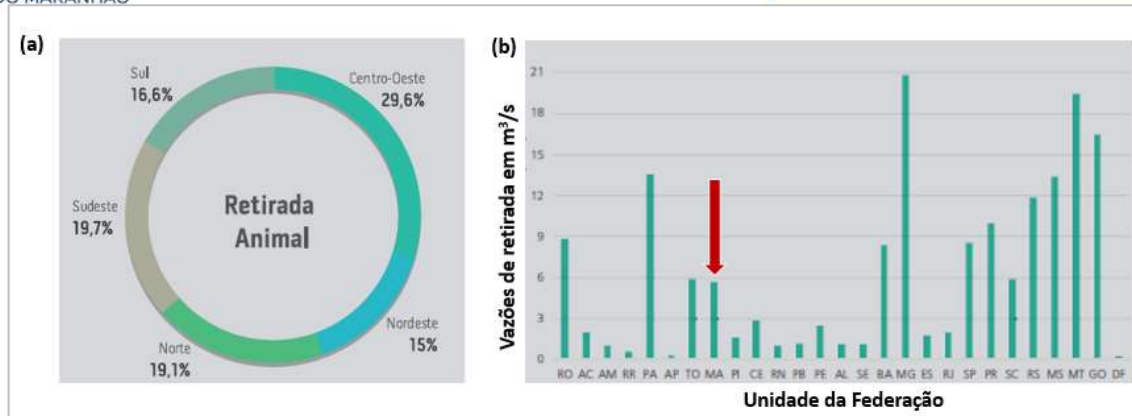 (a)
Sul
16,6%
Centro-Oeste
29,6%
Sudeste
19,7%
Retirada
Animal
Nordeste
15%
Norte
19,1%
(b)
Vazões de retirada em m³/s
21
18
15
12
9
6
3
0
RO AC AM RR PA AP TO MA PI CE RN PB PE AL SE BA MG ES RJ SP PR SC RS MS MT GO DF
Unidade da Federação